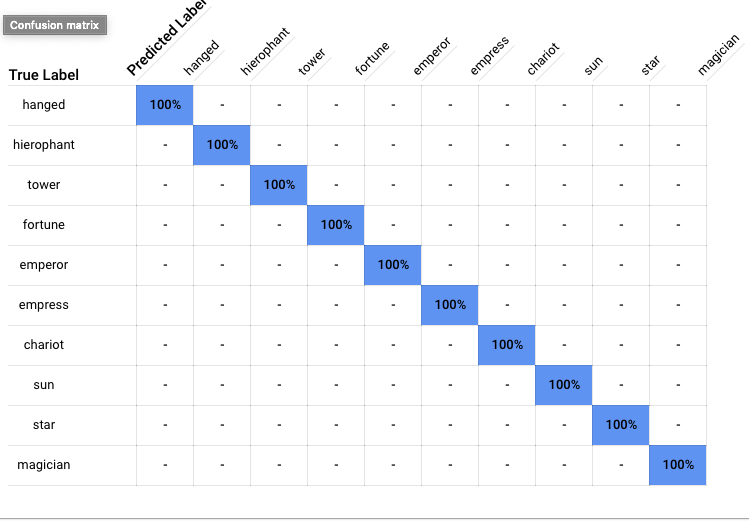 Confusion matrix
True Label Predicted Label hanged hierophant tower fortune emperor empress chariot sun star magician
hanged 100% - - - - - - - - -
hierophant - 100% - - - - - - - -
tower - - 100% - - - - - - -
fortune - - - 100% - - - - - -
emperor - - - - 100% - - - - -
empress - - - - - 100% - - - -
chariot - - - - - - 100% - - -
sun - - - - - - - 100% - -
star - - - - - - - - 100% -
magician - - - - - - - - - 100%